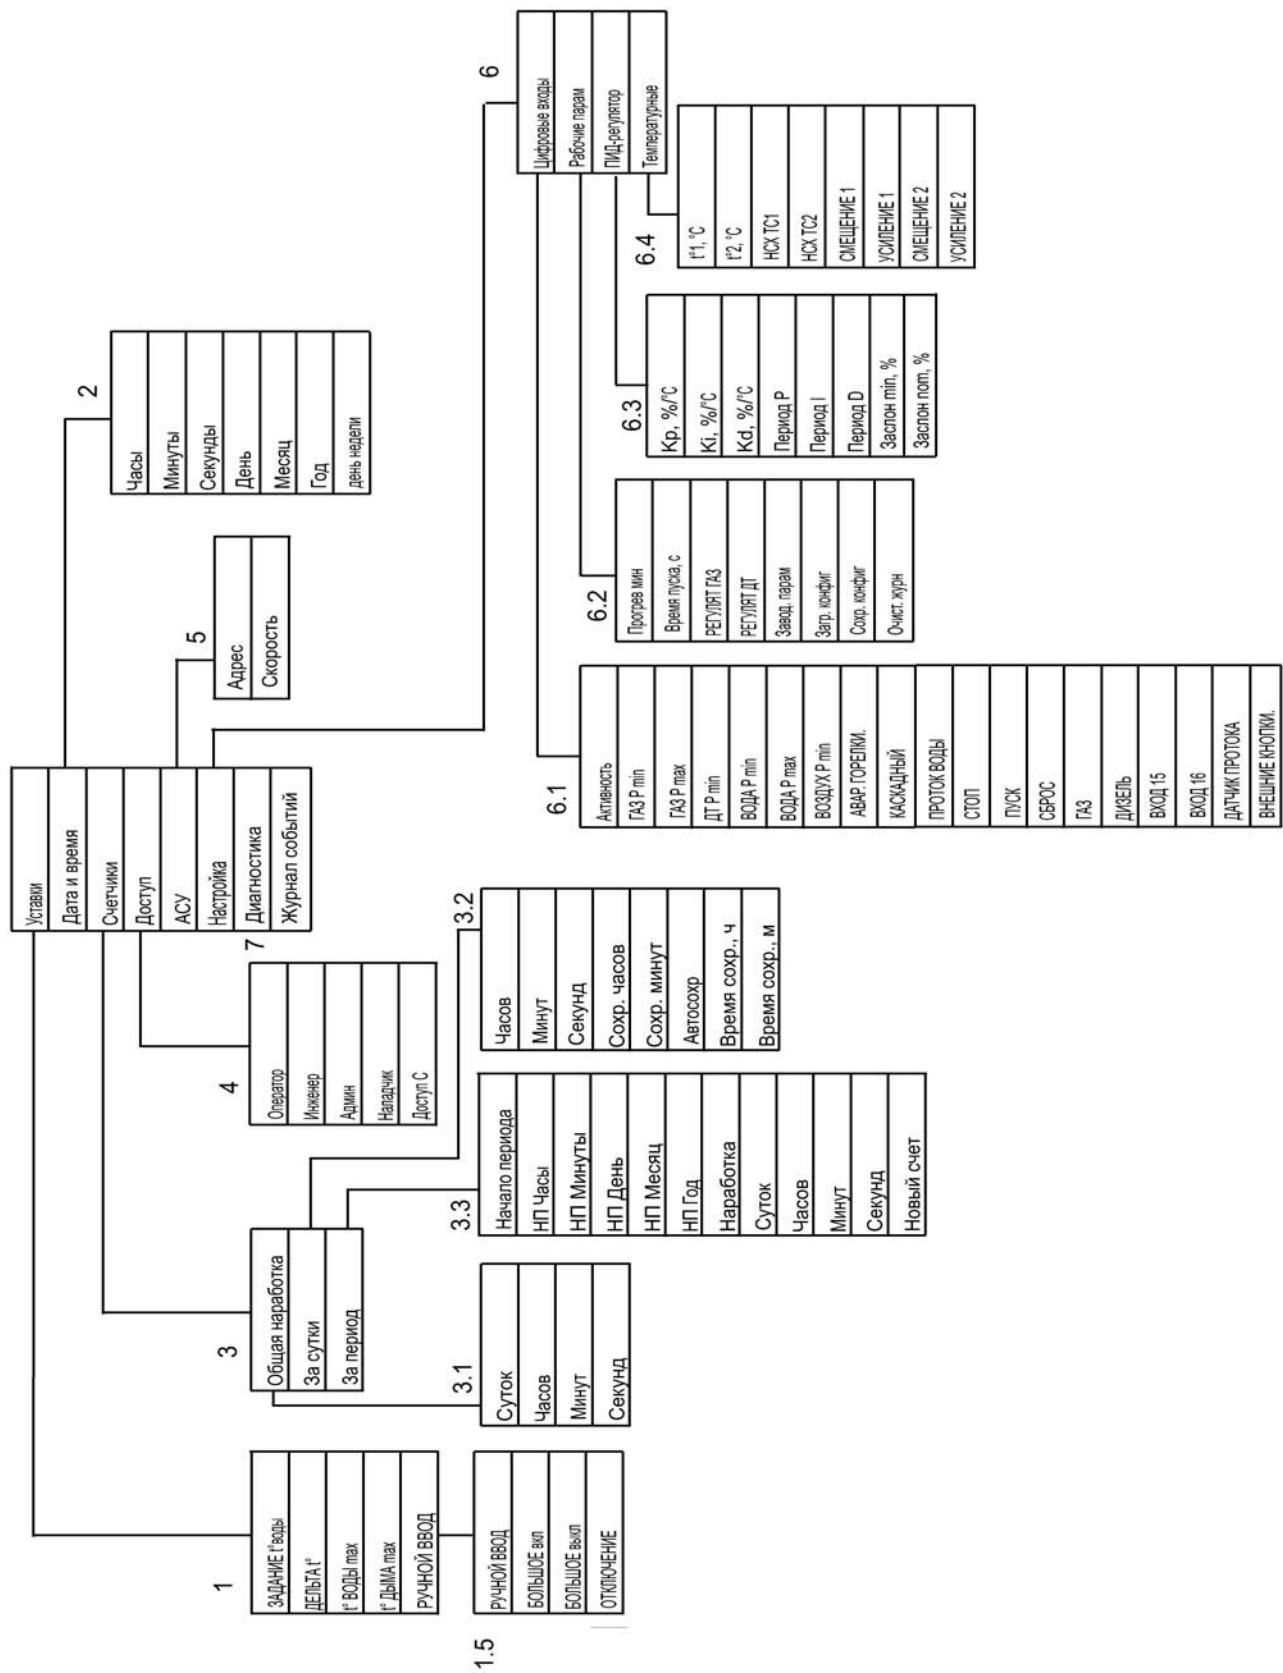 Уставки
Дата и время
Счетчики
Доступ
АСУ
Настройка
Диагностика
Журнал событий
7
1
ЗАДАНИЕ t°воды
ДЕЛЬТА t°
t° ВОДЫ max
t° ДЫМА max
РУЧНОЙ ВВОД
1.5
РУЧНОЙ ВВОД
БОЛЬШОЕ вкл
БОЛЬШОЕ выкл
ОТКЛЮЧЕНИЕ
2
Часы
Минуты
Секунды
День
Месяц
Год
день недели
3
Общая наработка
За сутки
За период
3.1
Суток
Часов
Минут
Секунд
3.2
Часов
Минут
Секунд
Сохр. часов
Сохр. минут
Автосохр
Время сохр., ч
Время сохр., м
3.3
Начало периода
НП Часы
НП Минуты
НП День
НП Месяц
НП Год
Наработка
Суток
Часов
Минут
Секунд
Новый счет
4
Оператор
Инженер
Админ
Наладчик
Доступ С
5
Адрес
Скорость
6
Цифровые входы
Рабочие парам
ПИД-регулятор
Температурные
6.1
Активность
ГАЗ P min
ГАЗ P max
ДТ P min
ВОДА P min
ВОДА P max
ВОЗДУХ P min
АВАР. ГОРЕЛКИ.
КАСКАДНЫЙ
ПРОТОК ВОДЫ
СТОП
ПУСК
СБРОС
ГАЗ
ДИЗЕЛЬ
ВХОД 15
ВХОД 16
ДАТЧИК ПРОТОКА
ВНЕШНИЕ КНОПКИ.
6.2
Прогрев мин
Время пуска, с
РЕГУЛЯТ ГАЗ
РЕГУЛЯТ ДТ
Завод. парам
Загр. конфиг
Сохр. конфиг
Очист. журн
6.3
Kp, %/°C
Ki, %/°C
Kd, %/°C
Период P
Период I
Период D
Заслон min, %
Заслон nom, %
6.4
t°1, °C
t°2, °C
НСХ ТС1
НСХ ТС2
СМЕЩЕНИЕ 1
УСИЛЕНИЕ 1
СМЕЩЕНИЕ 2
УСИЛЕНИЕ 2